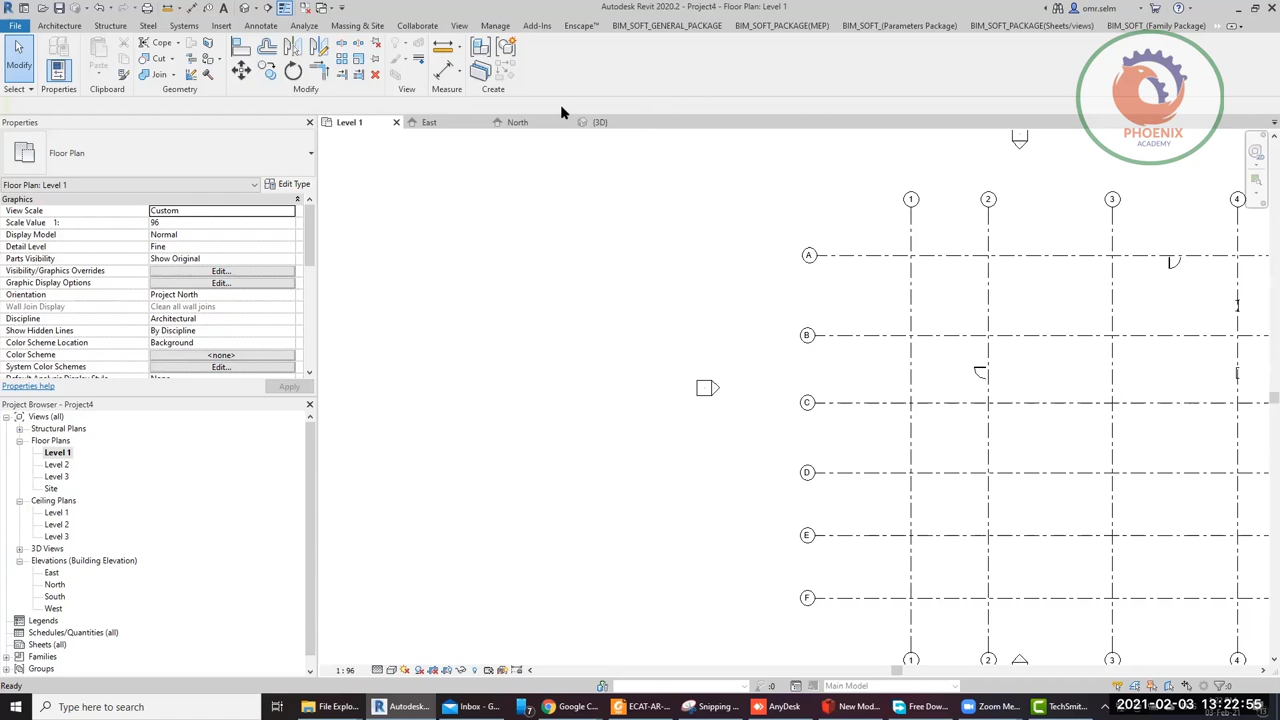 Autodesk Revit 2020.2 - Project4 - Floor Plan: Level 1
omr.selm
File Architecture Structure Steel Systems Insert Annotate Analyze Massing & Site Collaborate View Manage Add-Ins Enscape™ BIM_SOFT_GENERAL_PACKAGE BIM_SOFT_PACKAGE(MEP) BIM_SOFT_(Parameters Package) BIM_SOFT_PACKAGE(Sheets/views) BIM_SOFT_(Family Package)
Modify
Paste
Cope
Cut
Join
Select Properties Clipboard Geometry Modify View Measure Create
PHOENIX
ACADEMY
Properties
Level 1 East North {3D}
Floor Plan
Floor Plan: Level 1 Edit Type
Graphics
View Scale Custom
Scale Value 1: 96
Display Model Normal
Detail Level Fine
Parts Visibility Show Original
Visibility/Graphics Overrides Edit...
Graphic Display Options Edit...
Orientation Project North
Wall Join Display Clean all wall joins
Discipline Architectural
Show Hidden Lines By Discipline
Color Scheme Location Background
Color Scheme <none>
System Color Schemes Edit...
Default Analysis Display Style None
Properties help Apply
Project Browser - Project4
Views (all)
Structural Plans
Floor Plans
Level 1
Level 2
Level 3
Site
Ceiling Plans
Level 1
Level 2
Level 3
3D Views
Elevations (Building Elevation)
East
North
South
West
Legends
Schedules/Quantities (all)
Sheets (all)
Families
Groups
1 2 3 4
A
B
C
D
E
F
1 2 3 4
1 : 96
Ready
:0 Main Model :0
Type here to search
File Explo... Autodesk... Inbox - G... Google C... ECAT-AR-... Snipping ... AnyDesk New Mod... Free Dow... Zoom Me... TechSmit...
2021-02-03 13:22:55
03-Feb-21